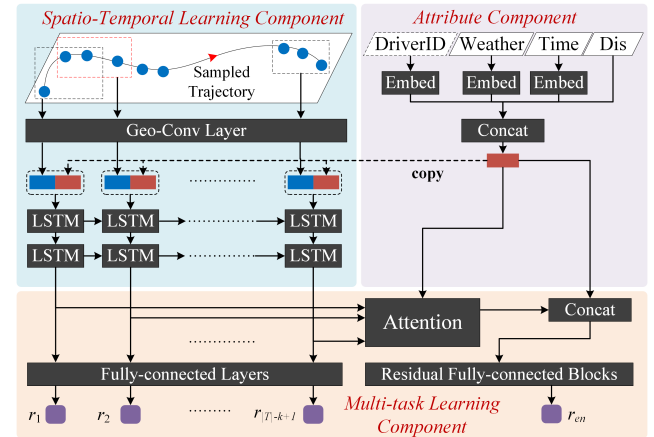 Spatio-Temporal Learning Component
Attribute Component
DriverID Weather Time Dis
Sampled
Trajectory
Embed Embed Embed
Geo-Conv Layer
Concat
copy
LSTM LSTM LSTM
LSTM LSTM LSTM
Attention
Concat
Fully-connected Layers
Residual Fully-connected Blocks
r1 r2 ......... r|T|-k+1
Multi-task Learning
Component
ren